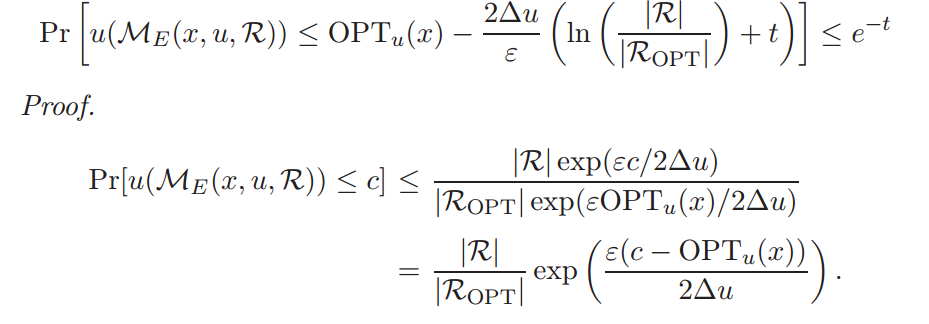 Pr [u(ℳ_E(x, u, ℛ)) ≤ OPT_u(x) − 2Δu/ε (ln(|ℛ|/|ℛ_OPT|) + t)] ≤ e^{−t}
Proof.
Pr[u(ℳ_E(x, u, ℛ)) ≤ c] ≤ |ℛ| exp(εc/2Δu) / |ℛ_OPT| exp(εOPT_u(x)/2Δu)
= |ℛ|/|ℛ_OPT| exp (ε(c − OPT_u(x))/2Δu).